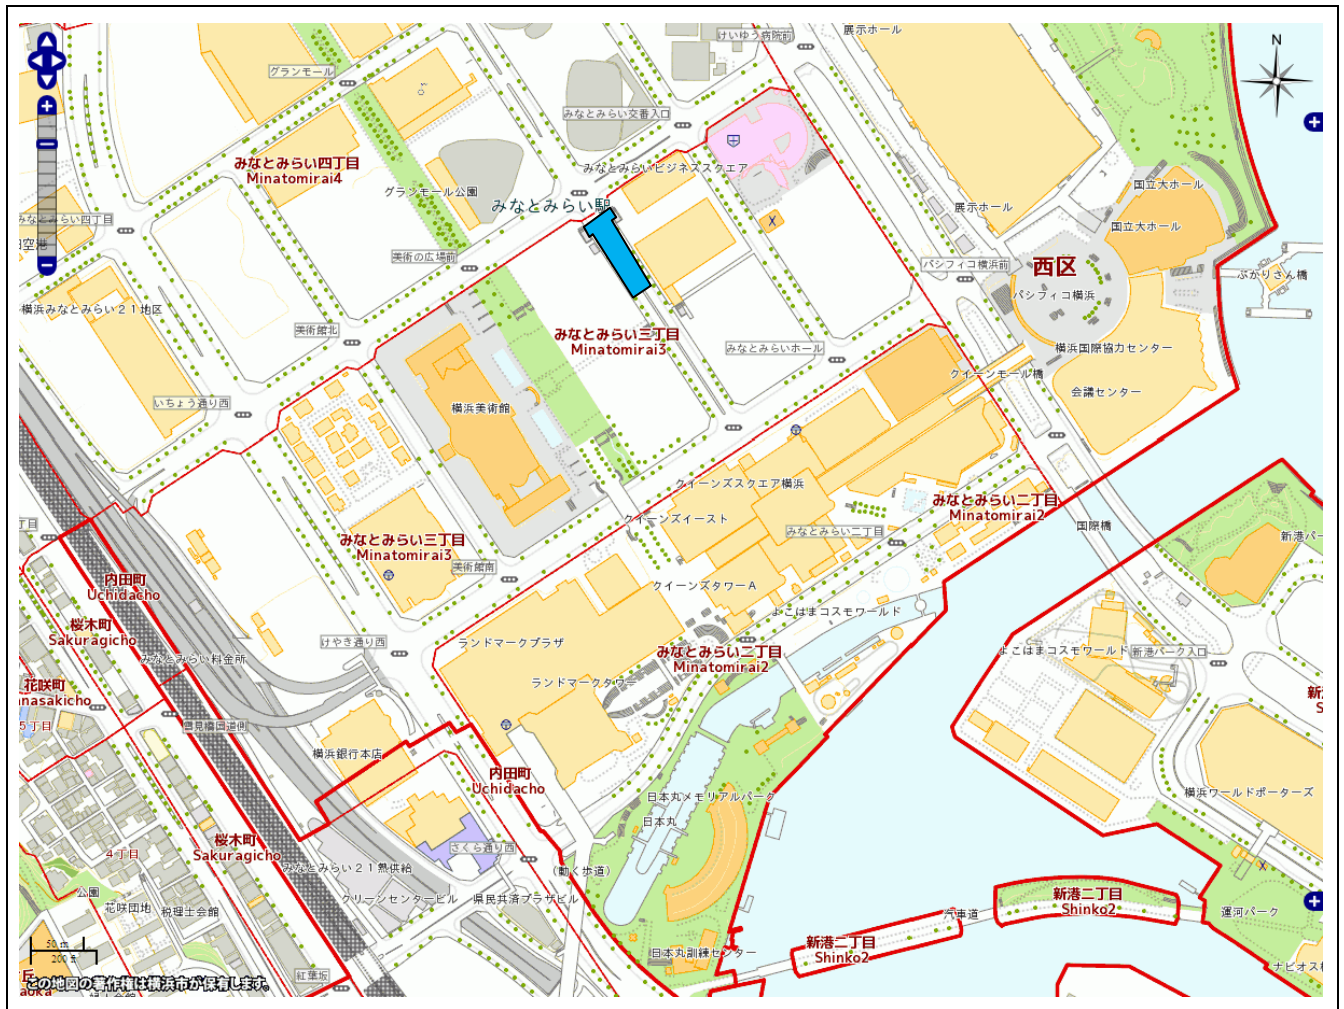 グランモール
けいゆう病院前
展示ホール
N
みなとみらい交番入口
みなとみらい四丁目
Minatomirai4
みなとみらいビジネススクエア
グランモール公園
国立大ホール
みなとみらい駅
展示ホール
みなとみらい四丁目
国立大ホール
美術の広場前
パシフィコ横浜前
西区
ぷかりさん橋
パシフィコ横浜
横浜みなとみらい２１地区
美術館北
みなとみらい三丁目
Minatomirai3
みなとみらいホール
横浜国際協力センター
クイーンモール橋
会議センター
いちょう通り西
横浜美術館
クイーンズスクエア横浜
みなとみらい二丁目
Minatomirai2
クイーンズイースト
国際橋
みなとみらい二丁目
みなとみらい三丁目
Minatomirai3
美術館南
内田町
Uchidacho
クイーンズタワーA
よこはまコスモワールド
桜木町
Sakuragicho
けやき通り西
ランドマークプラザ
みなとみらい二丁目
Minatomirai2
よこはまコスモワールド
新港パーク入口
みなとみらい料金所
ランドマークタワー
花咲町
anasakicho
５丁目
雪見橋国道側
横浜銀行本店
内田町
Uchidacho
日本丸メモリアルパーク
横浜ワールドポーターズ
日本丸
桜木町
Sakuragicho
４丁目
さくら通り西
みなとみらい２１熱供給
(動く歩道)
公園
花咲団地
税理士会館
クリーンセンタービル
県民共済プラザビル
新港二丁目
Shinko2
汽車道
運河パーク
新港二丁目
Shinko2
日本丸訓練センター
50 m
200 ft
紅葉坂
この地図の著作権は横浜市が保有します。